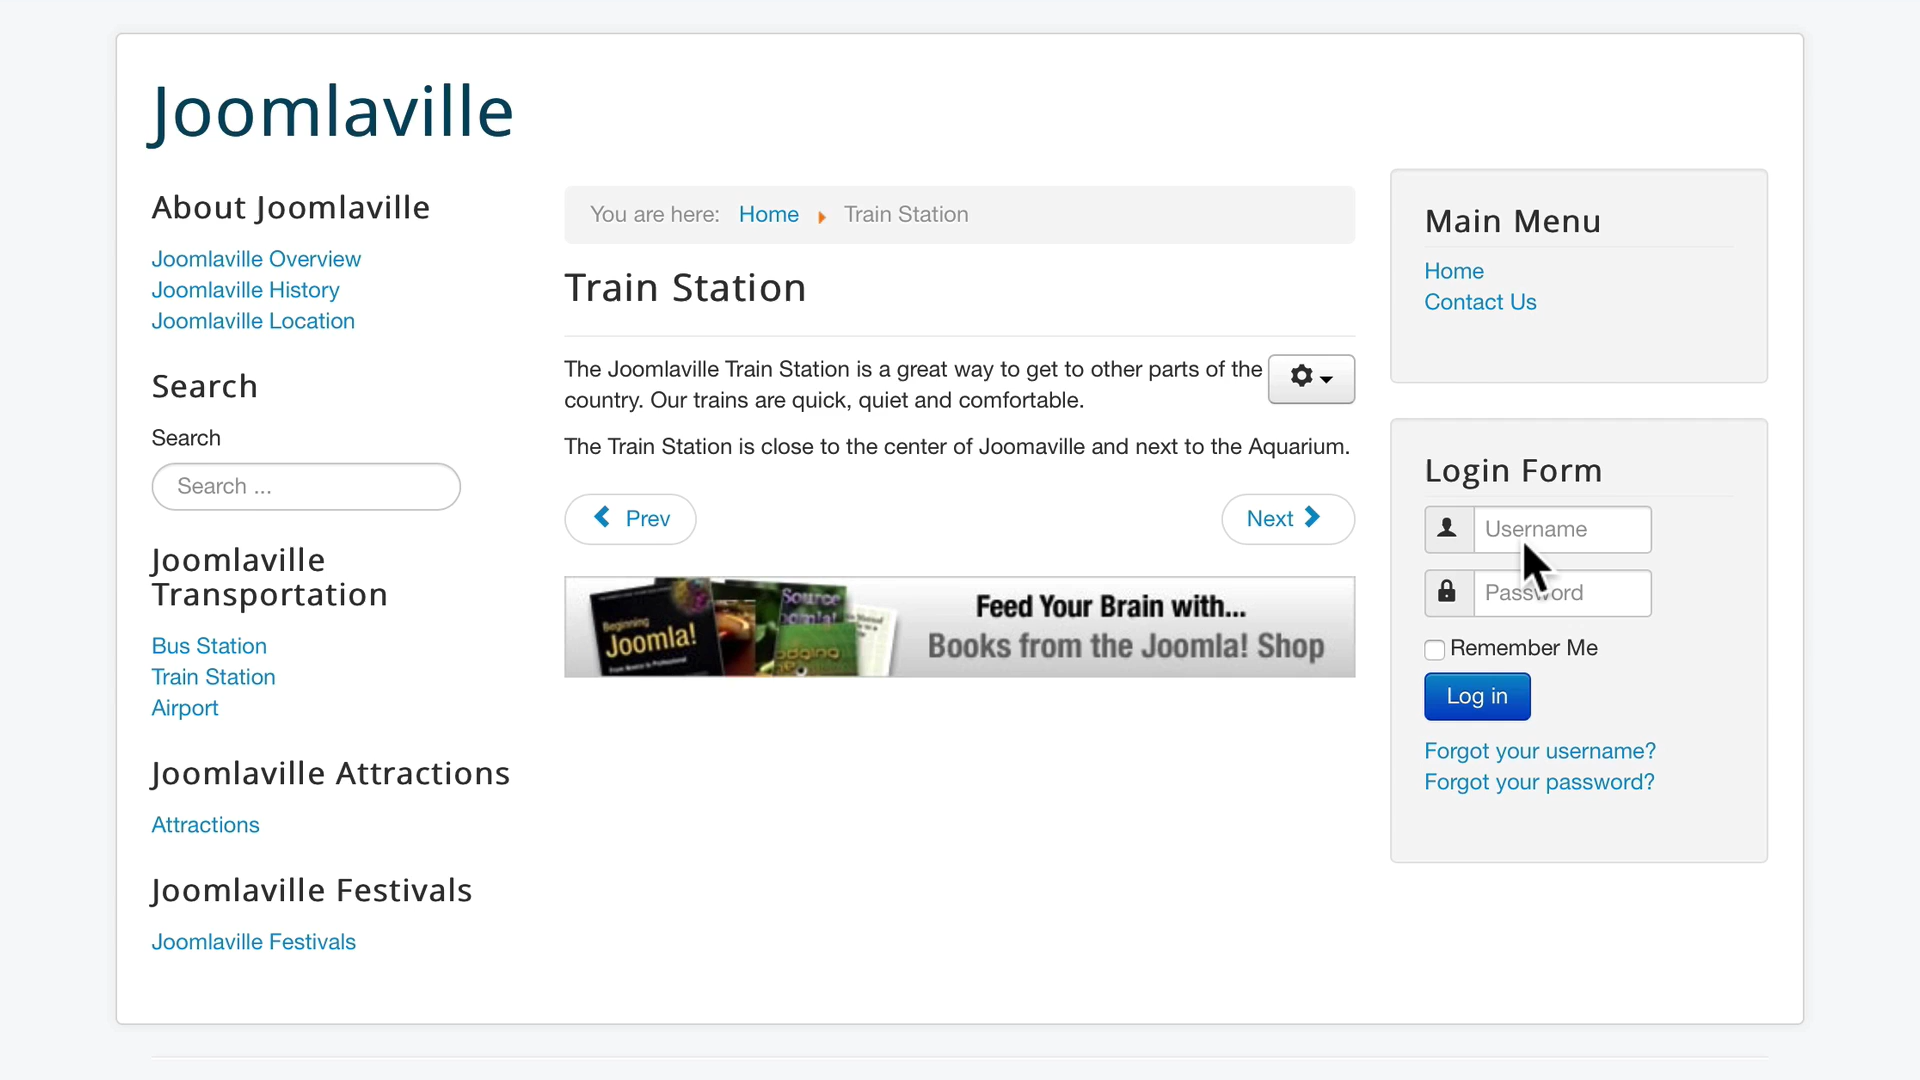 Joomlaville
About Joomlaville
Joomlaville Overview
Joomlaville History
Joomlaville Location
Search
Search
Search ...
Joomlaville
Transportation
Bus Station
Train Station
Airport
Joomlaville Attractions
Attractions
Joomlaville Festivals
Joomlaville Festivals
You are here: Home Train Station
Train Station
The Joomlaville Train Station is a great way to get to other parts of the
country. Our trains are quick, quiet and comfortable.
The Train Station is close to the center of Joomaville and next to the Aquarium.
Prev
Next
Beginning
Joomla!
Source
Feed Your Brain with...
Books from the Joomla! Shop
Main Menu
Home
Contact Us
Login Form
Username
Password
Remember Me
Log in
Forgot your username?
Forgot your password?